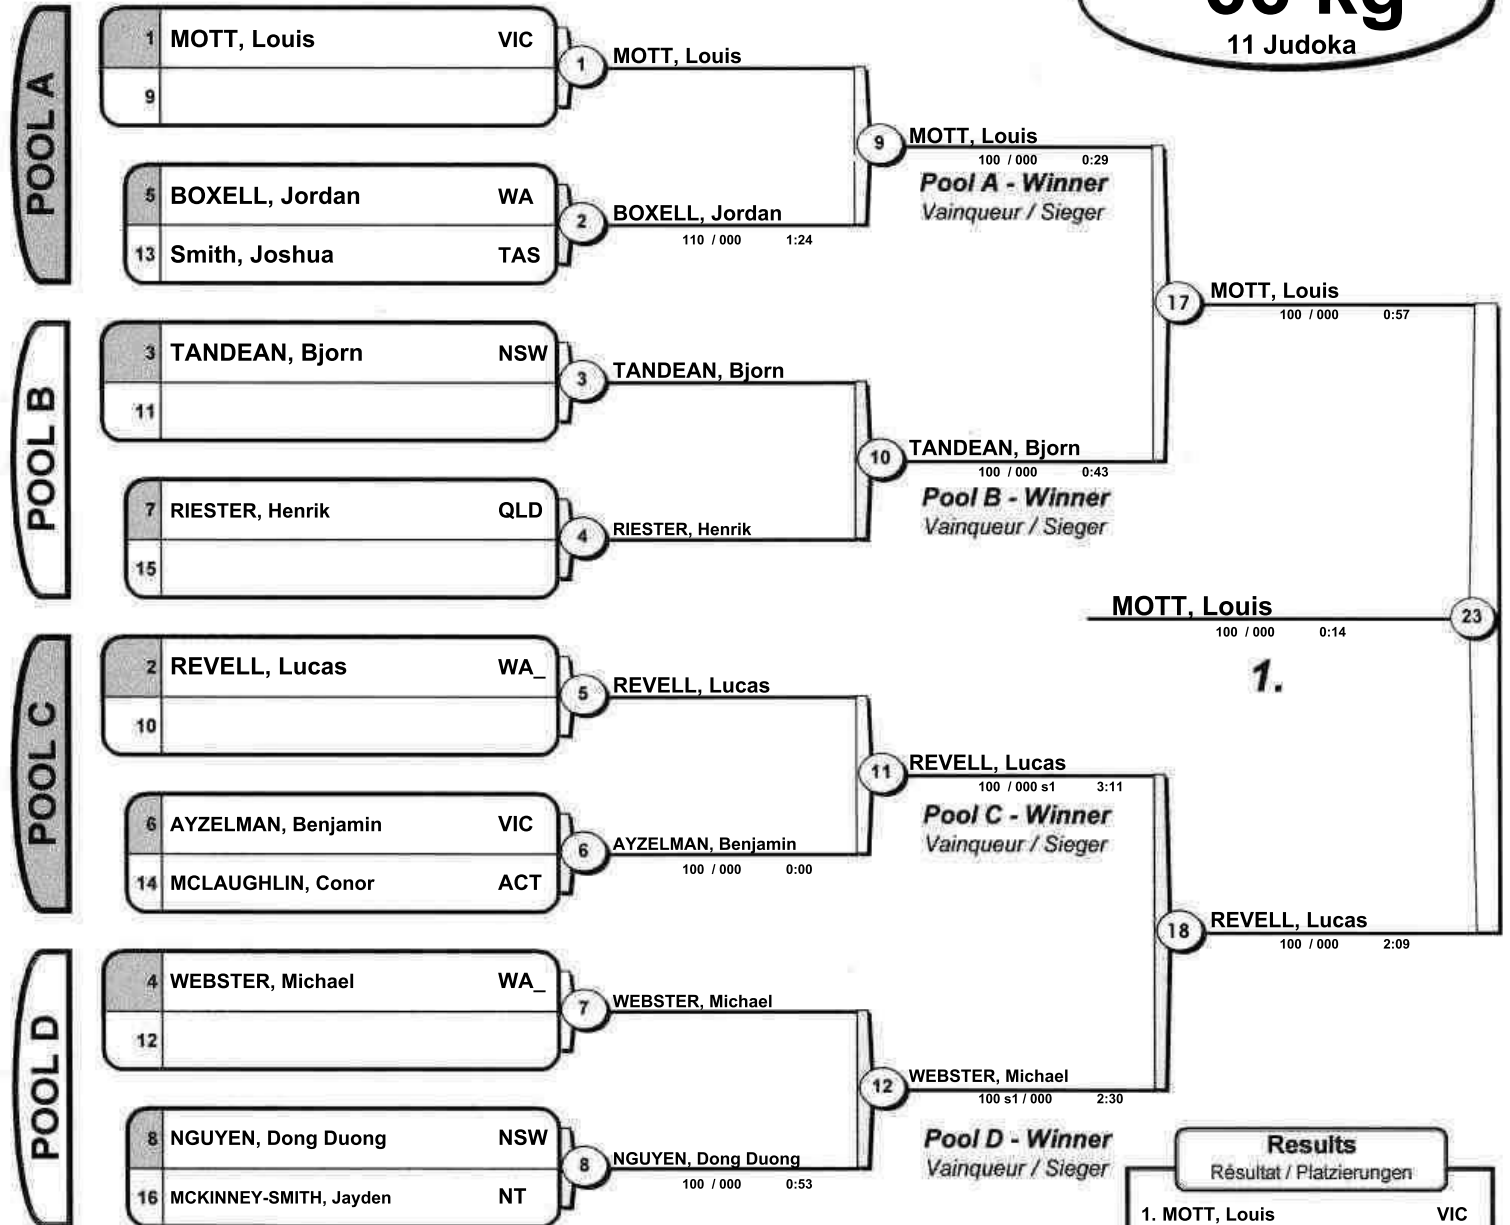 11 Judoka
POOL A
1 MOTT, Louis VIC
9
1
MOTT, Louis
5 BOXELL, Jordan WA
13 Smith, Joshua TAS
2
BOXELL, Jordan
110 / 000 1:24
9
MOTT, Louis
100 / 000 0:29
Pool A - Winner
Vainqueur / Sieger
POOL B
3 TANDEAN, Bjorn NSW
11
3
TANDEAN, Bjorn
7 RIESTER, Henrik QLD
15
4
RIESTER, Henrik
10
TANDEAN, Bjorn
100 / 000 0:43
Pool B - Winner
Vainqueur / Sieger
17
MOTT, Louis
100 / 000 0:57
MOTT, Louis
23
100 / 000 0:14
1.
POOL C
2 REVELL, Lucas WA_
10
5
REVELL, Lucas
6 AYZELMAN, Benjamin VIC
14 MCLAUGHLIN, Conor ACT
6
AYZELMAN, Benjamin
100 / 000 0:00
11
REVELL, Lucas
100 / 000 s1 3:11
Pool C - Winner
Vainqueur / Sieger
18
REVELL, Lucas
100 / 000 2:09
POOL D
4 WEBSTER, Michael WA_
12
7
WEBSTER, Michael
8 NGUYEN, Dong Duong NSW
16 MCKINNEY-SMITH, Jayden NT
8
NGUYEN, Dong Duong
100 / 000 0:53
12
WEBSTER, Michael
100 s1 / 000 2:30
Pool D - Winner
Vainqueur / Sieger
Results
Résultat / Platzierungen
1. MOTT, Louis VIC